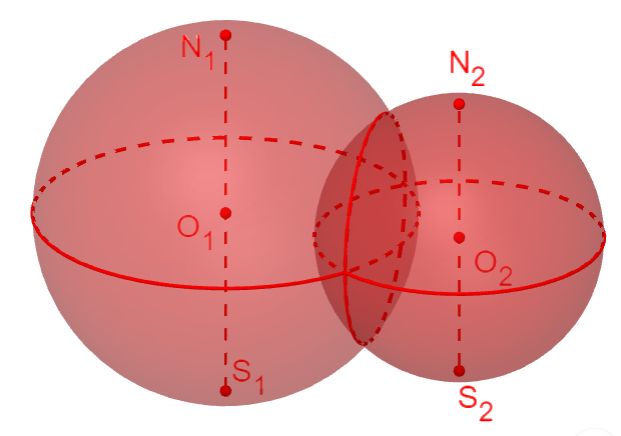 N₁
N₂
O₁
O₂
S₁
S₂